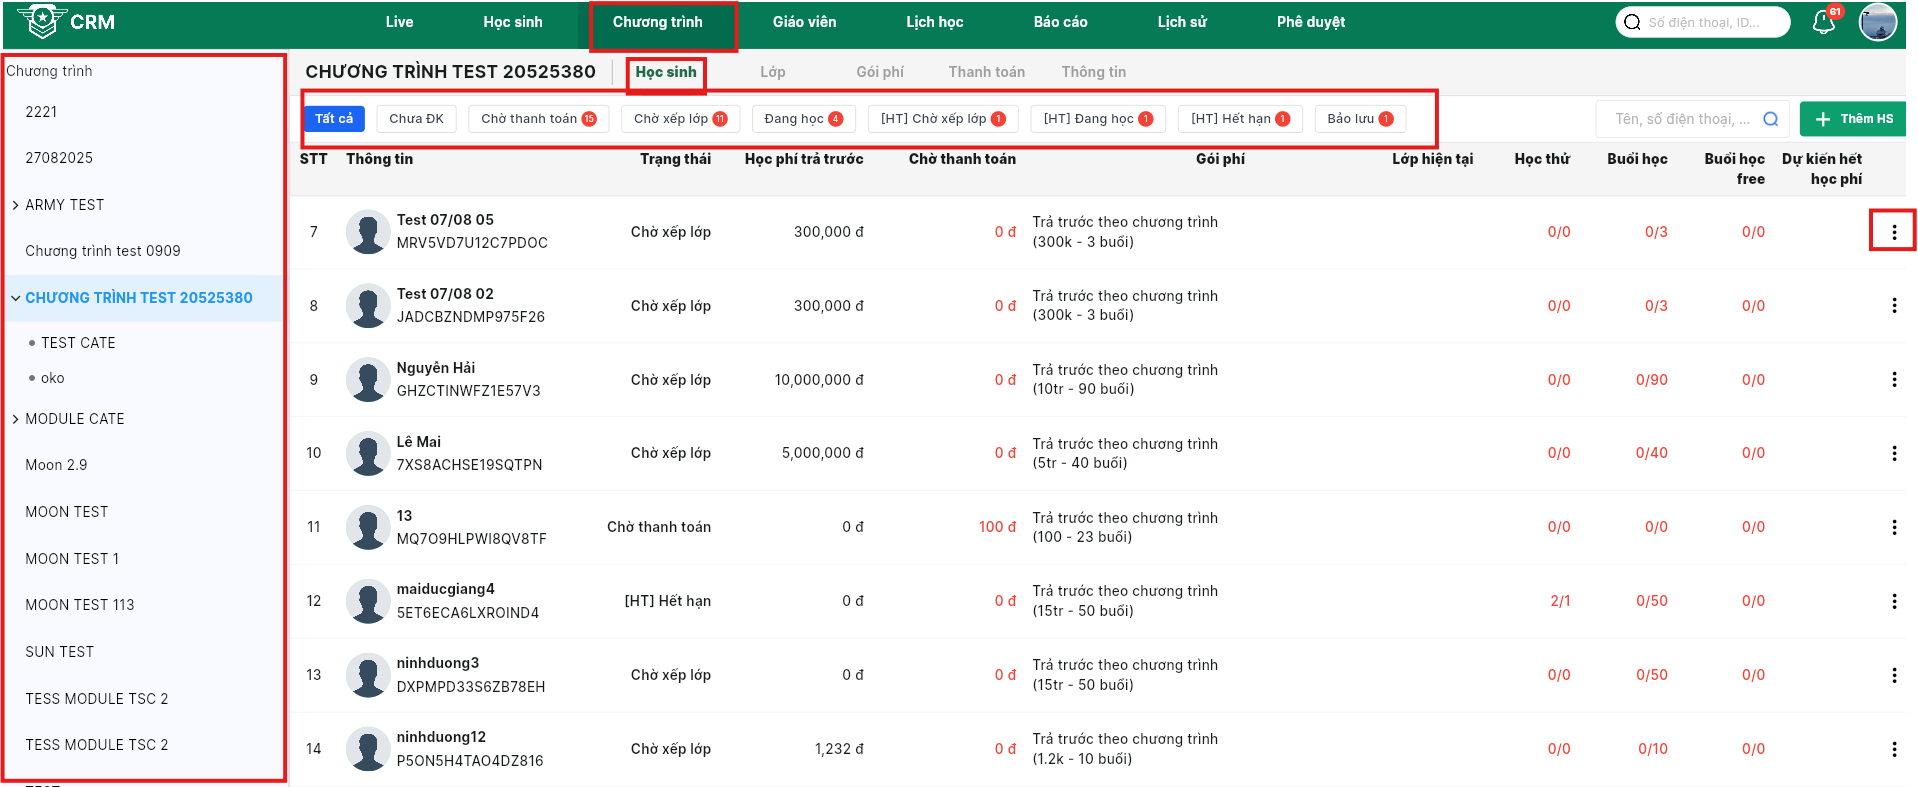 CRM
Live Học sinh Chương trình Giáo viên Lịch học Báo cáo Lịch sử Phê duyệt
Số điện thoại, ID...
61
Chương trình
2221
27082025
ARMY TEST
Chương trình test 0909
CHƯƠNG TRÌNH TEST 20525380
TEST CATE
oko
MODULE CATE
Moon 2.9
MOON TEST
MOON TEST 1
MOON TEST 113
SUN TEST
TESS MODULE TSC 2
TESS MODULE TSC 2
CHƯƠNG TRÌNH TEST 20525380 Học sinh Lớp Gói phí Thanh toán Thông tin
Tất cả Chưa ĐK Chờ thanh toán 15 Chờ xếp lớp 11 Đang học 4 [HT] Chờ xếp lớp 1 [HT] Đang học 1 [HT] Hết hạn 1 Bảo lưu 1
Tên, số điện thoại, ...
Thêm HS
STT Thông tin Trạng thái Học phí trả trước Chờ thanh toán Gói phí Lớp hiện tại Học thử Buổi học Buổi học free Dự kiến hết học phí
7 Test 07/08 05 MRV5VD7U12C7PDOC Chờ xếp lớp 300,000 đ 0 đ Trả trước theo chương trình (300k - 3 buổi) 0/0 0/3 0/0
8 Test 07/08 02 JADCBZNDMP975F26 Chờ xếp lớp 300,000 đ 0 đ Trả trước theo chương trình (300k - 3 buổi) 0/0 0/3 0/0
9 Nguyễn Hải GHZCTINWFZ1E57V3 Chờ xếp lớp 10,000,000 đ 0 đ Trả trước theo chương trình (10tr - 90 buổi) 0/0 0/90 0/0
10 Lê Mai 7XS8ACHSE19SQTPN Chờ xếp lớp 5,000,000 đ 0 đ Trả trước theo chương trình (5tr - 40 buổi) 0/0 0/40 0/0
11 13 MQ7O9HLPWI8QV8TF Chờ thanh toán 0 đ 100 đ Trả trước theo chương trình (100 - 23 buổi) 0/0 0/0 0/0
12 maiducgiang4 5ET6ECA6LXROIND4 [HT] Hết hạn 0 đ 0 đ Trả trước theo chương trình (15tr - 50 buổi) 2/1 0/50 0/0
13 ninhduong3 DXPMPD33S6ZB78EH Chờ xếp lớp 0 đ 0 đ Trả trước theo chương trình (15tr - 50 buổi) 0/0 0/50 0/0
14 ninhduong12 P5ON5H4TAO4DZ816 Chờ xếp lớp 1,232 đ 0 đ Trả trước theo chương trình (1.2k - 10 buổi) 0/0 0/10 0/0